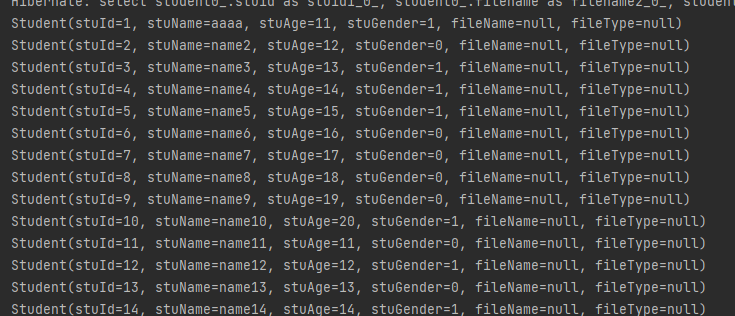 Hibernate: select student0_.stuid as stuid1_0_, student0_.filename as filename2_0_, student
Student(stuId=1, stuName=aaaa, stuAge=11, stuGender=1, fileName=null, fileType=null)
Student(stuId=2, stuName=name2, stuAge=12, stuGender=0, fileName=null, fileType=null)
Student(stuId=3, stuName=name3, stuAge=13, stuGender=1, fileName=null, fileType=null)
Student(stuId=4, stuName=name4, stuAge=14, stuGender=1, fileName=null, fileType=null)
Student(stuId=5, stuName=name5, stuAge=15, stuGender=1, fileName=null, fileType=null)
Student(stuId=6, stuName=name6, stuAge=16, stuGender=0, fileName=null, fileType=null)
Student(stuId=7, stuName=name7, stuAge=17, stuGender=0, fileName=null, fileType=null)
Student(stuId=8, stuName=name8, stuAge=18, stuGender=0, fileName=null, fileType=null)
Student(stuId=9, stuName=name9, stuAge=19, stuGender=0, fileName=null, fileType=null)
Student(stuId=10, stuName=name10, stuAge=20, stuGender=1, fileName=null, fileType=null)
Student(stuId=11, stuName=name11, stuAge=11, stuGender=0, fileName=null, fileType=null)
Student(stuId=12, stuName=name12, stuAge=12, stuGender=1, fileName=null, fileType=null)
Student(stuId=13, stuName=name13, stuAge=13, stuGender=0, fileName=null, fileType=null)
Student(stuId=14, stuName=name14, stuAge=14, stuGender=1, fileName=null, fileType=null)